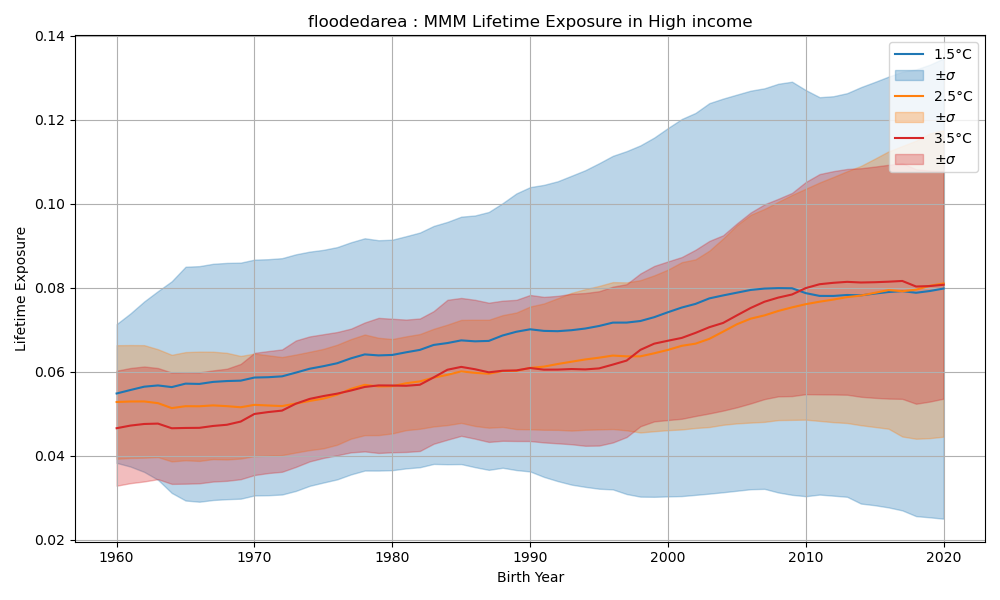 floodedarea : MMM Lifetime Exposure in High income
Lifetime Exposure
0.14
0.12
0.10
0.08
0.06
0.04
0.02
1960
1970
1980
1990
2000
2010
2020
Birth Year
1.5°C
±σ
2.5°C
±σ
3.5°C
±σ